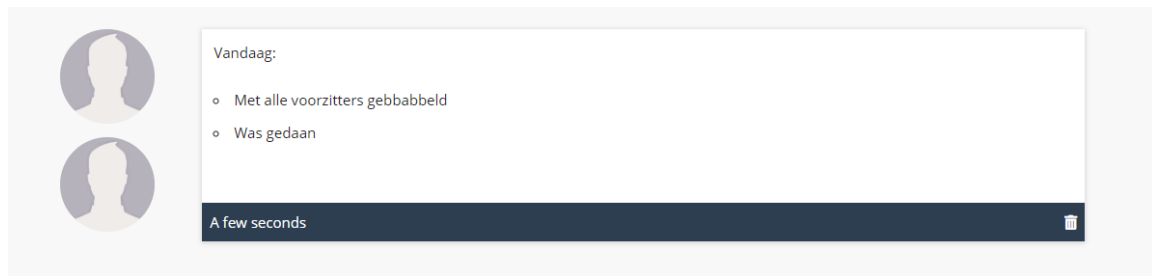 Vandaag:
Met alle voorzitters gebbabbeld
Was gedaan
A few seconds